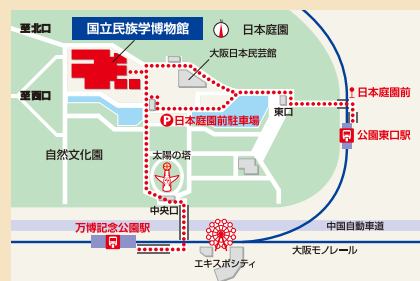 至北口
国立民族学博物館
日本庭園
大阪日本民芸館
至西口
日本庭園前
P日本庭園前駐車場
東口
公園東口駅
自然文化園
太陽の塔
中央口
万博記念公園駅
中国自動車道
大阪モノレール
エキスポシティ